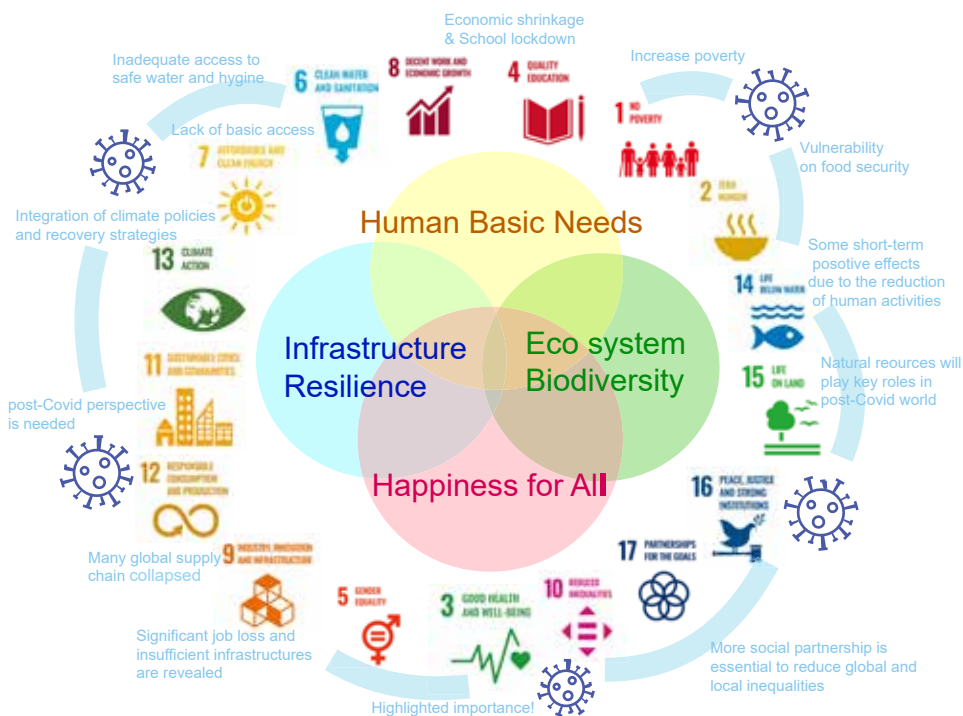 Economic shrinkage
& School lockdown
Inadequate access to
safe water and hygine
6 CLEAN WATER
AND SANITATION
8 DECENT WORK AND
ECONOMIC GROWTH
4 QUALITY
EDUCATION
Increase poverty
1 NO
POVERTY
Lack of basic access
7 AFFORDABLE AND
CLEAN ENERGY
Vulnerability
on food security
2 ZERO
HUNGER
Integration of climate policies
and recovery strategies
13 CLIMATE
ACTION
Human Basic Needs
Some short-term
posotive effects
due to the reduction
of human activities
14 LIFE
BELOW WATER
Infrastructure
Resilience
Eco system
Biodiversity
11 SUSTAINABLE CITIES
AND COMMUNITIES
15 LIFE
ON LAND
Natural reources will
play key roles in
post-Covid world
post-Covid perspective
is needed
12 RESPONSIBLE
CONSUMPTION
AND PRODUCTION
Happiness for All
16 PEACE, JUSTICE
AND STRONG
INSTITUTIONS
Many global supply
chain collapsed
9 INDUSTRY, INNOVATION
AND INFRASTRUCTURE
17 PARTNERSHIPS
FOR THE GOALS
5 GENDER
EQUALITY
3 GOOD HEALTH
AND WELL-BEING
10 REDUCED
INEQUALITIES
Significant job loss and
insufficient infrastructures
are revealed
More social partnership is
essential to reduce global and
local inequalities
Highlighted importance!